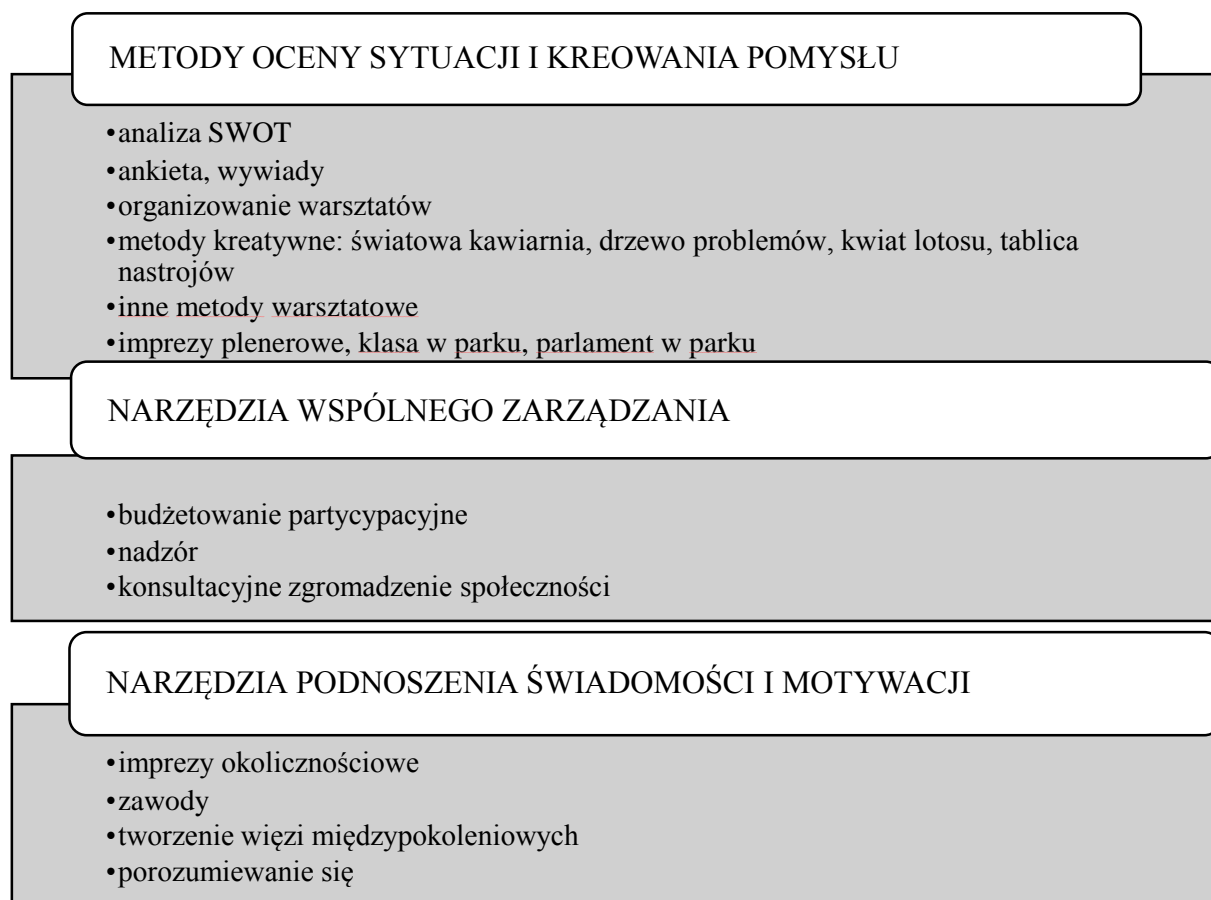 METODY OCENY SYTUACJI I KREOWANIA POMYSŁU
•analiza SWOT
•ankieta, wywiady
•organizowanie warsztatów
•metody kreatywne: światowa kawiarnia, drzewo problemów, kwiat lotosu, tablica
nastrojów
•inne metody warsztatowe
•imprezy plenerowe, klasa w parku, parlament w parku
NARZĘDZIA WSPÓLNEGO ZARZĄDZANIA
•budżetowanie partycypacyjne
•nadzór
•konsultacyjne zgromadzenie społeczności
NARZĘDZIA PODNOSZENIA ŚWIADOMOŚCI I MOTYWACJI
•imprezy okolicznościowe
•zawody
•tworzenie więzi międzypokoleniowych
•porozumiewanie się